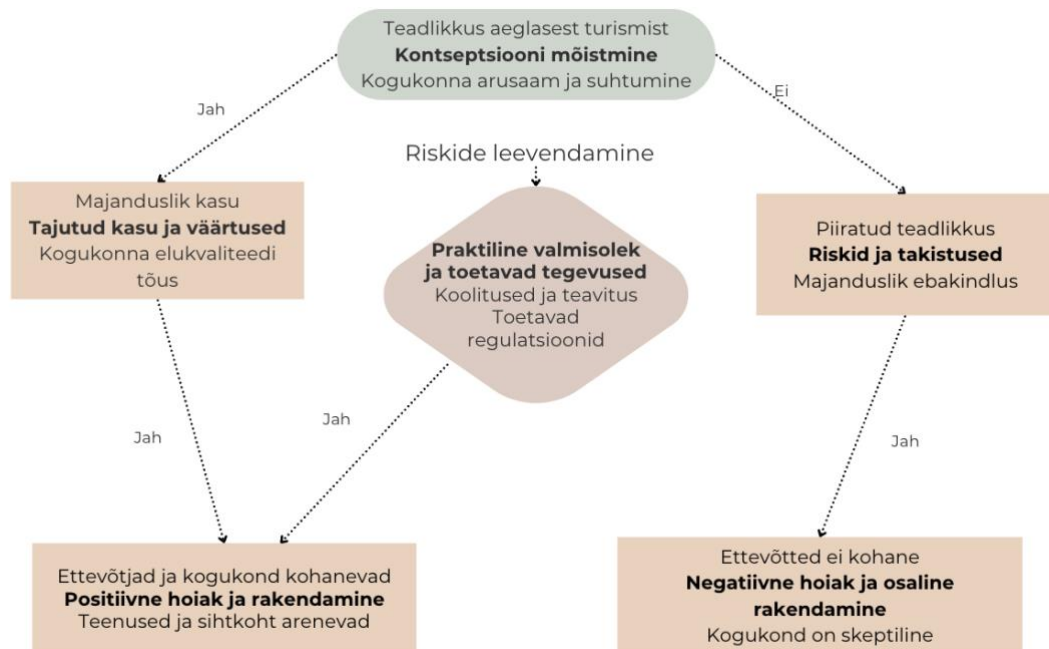 Teadlikkus aeglasest turismist
Kontseptsiooni mõistmine
Kogukonna arusaam ja suhtumine
Jah
Ei
Riskide leevendamine
Majanduslik kasu
Tajutud kasu ja väärtused
Kogukonna elukvaliteedi
tõus
Praktiline valmisolek
ja toetavad tegevused
Koolitused ja teavitus
Toetavad
regulatsioonid
Piiratud teadlikkus
Riskid ja takistused
Majanduslik ebakindlus
Jah
Jah
Jah
Ettevõtjad ja kogukond kohanevad
Positiivne hoiak ja rakendamine
Teenused ja sihtkoht arenevad
Ettevõtted ei kohane
Negatiivne hoiak ja osaline
rakendamine
Kogukond on skeptiline